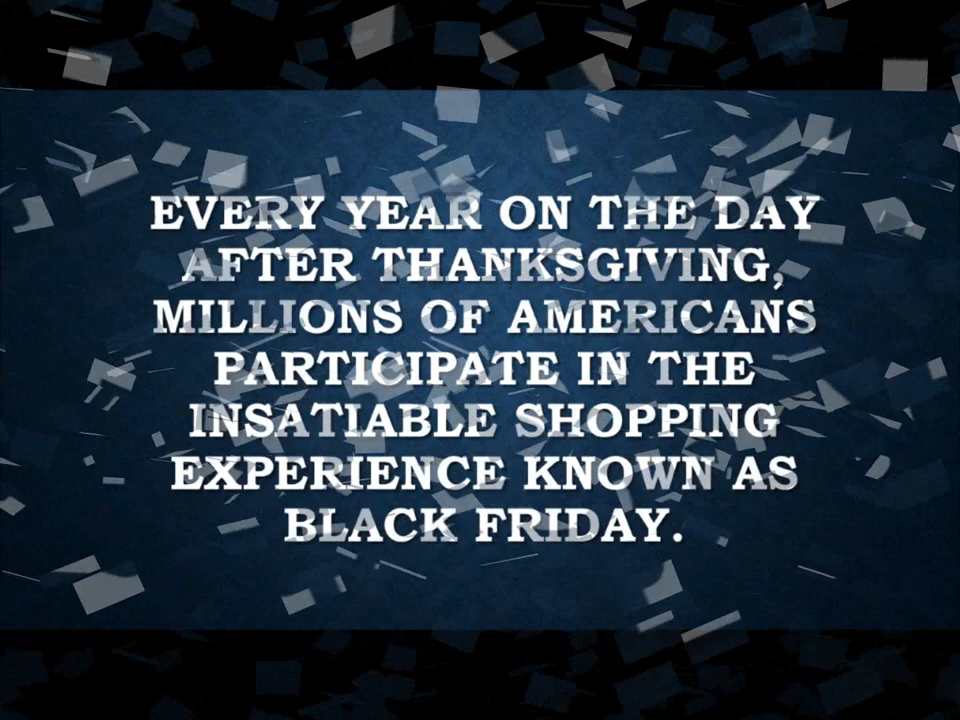 EVERY YEAR ON THE DAY
AFTER THANKSGIVING,
MILLIONS OF AMERICANS
PARTICIPATE IN THE
INSATIABLE SHOPPING
EXPERIENCE KNOWN AS
BLACK FRIDAY.